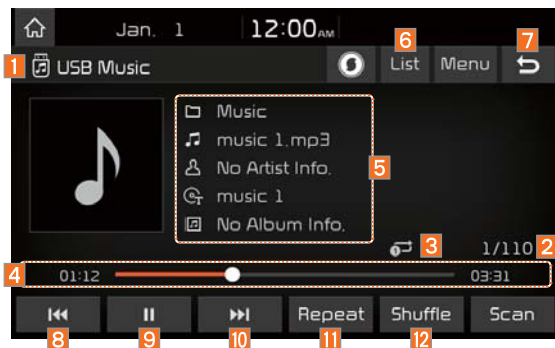 Jan. 1 12:00 AM
6 7
1 USB Music List Menu
Music
music 1.mp3
No Artist Info.
5
music 1
No Album Info.
3 1/110 2
4 01:12 03:31
Repeat Shuffle Scan
8 9 10 11 12